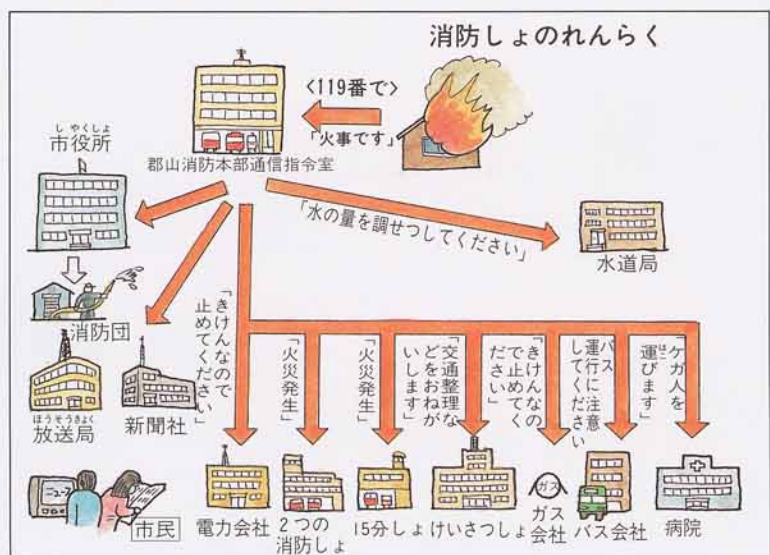 消防しょのれんらく
〈119番で〉
「火事です」
郡山消防本部通信指令室
しやくしょ
市役所
「水の量を調せつしてください」
水道局
消防団
ほうそうきょく
放送局
新聞社
ニュース
市民
「きけんなので
止めてください」
電力会社
「火災発生」
2つの
消防しょ
「火災発生」
15分しょ
「交通整理な
どをおねが
いします」
けいさつしょ
「きけんなの
で止めてく
ださい」
ガス
ガス
会社
バス
運行に注意
してください
バス会社
「ケガ人を
はこ
運びます」
病院